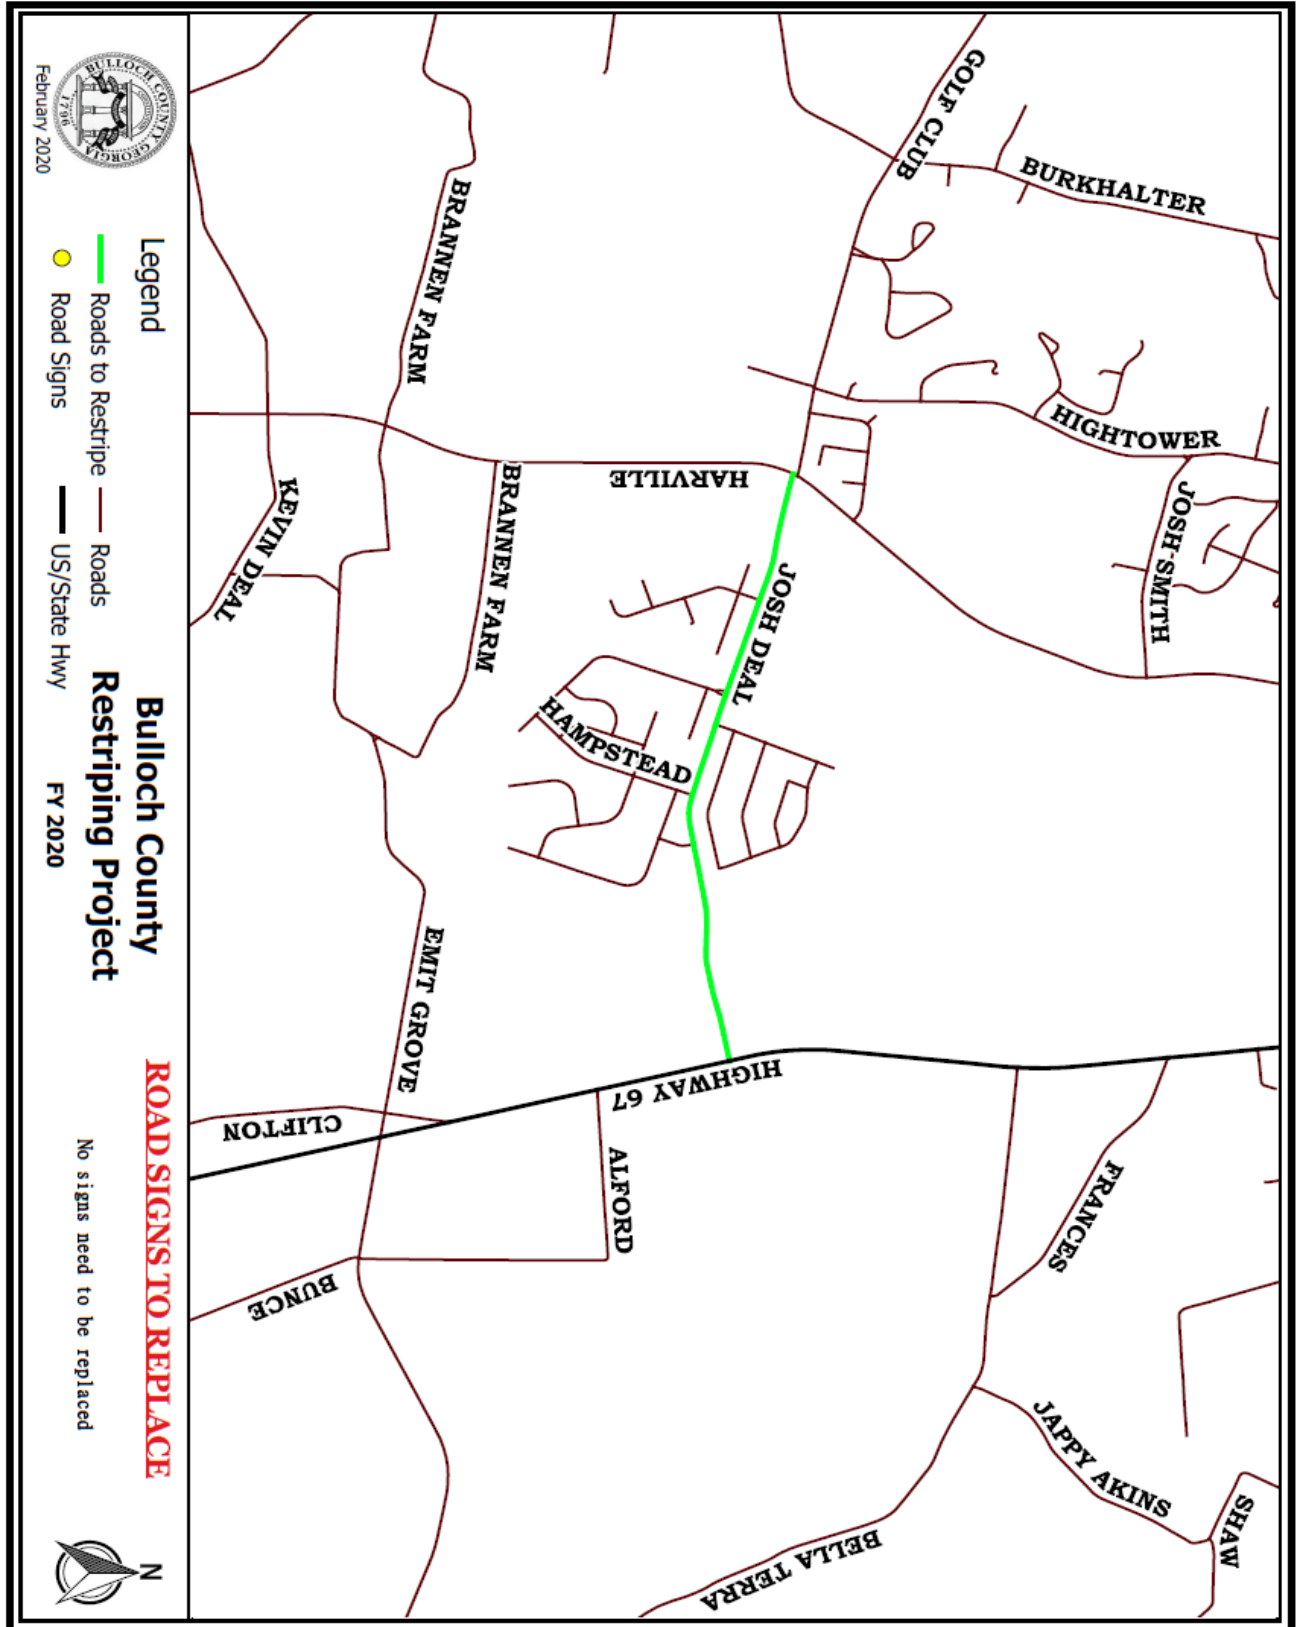 GOLF CLUB
BURKHALTER
BRANNEN FARM
HIGHTOWER
HARVILLE
BRANNEN FARM
KEVIN DEAL
JOSH SMITH
JOSH DEAL
HAMPSTEAD
EMIT GROVE
HIGHWAY 67
CLIFTON
ALFORD
FRANCES
BUNCE
JAPPY AKINS
SHAW
BELLA TERRA
BULLOCH COUNTY GEORGIA
1796
February 2020
Legend
Roads to Restripe
Roads
Road Signs
US/State Hwy
Bulloch County
Restriping Project
FY 2020
ROAD SIGNS TO REPLACE
No signs need to be replaced
N